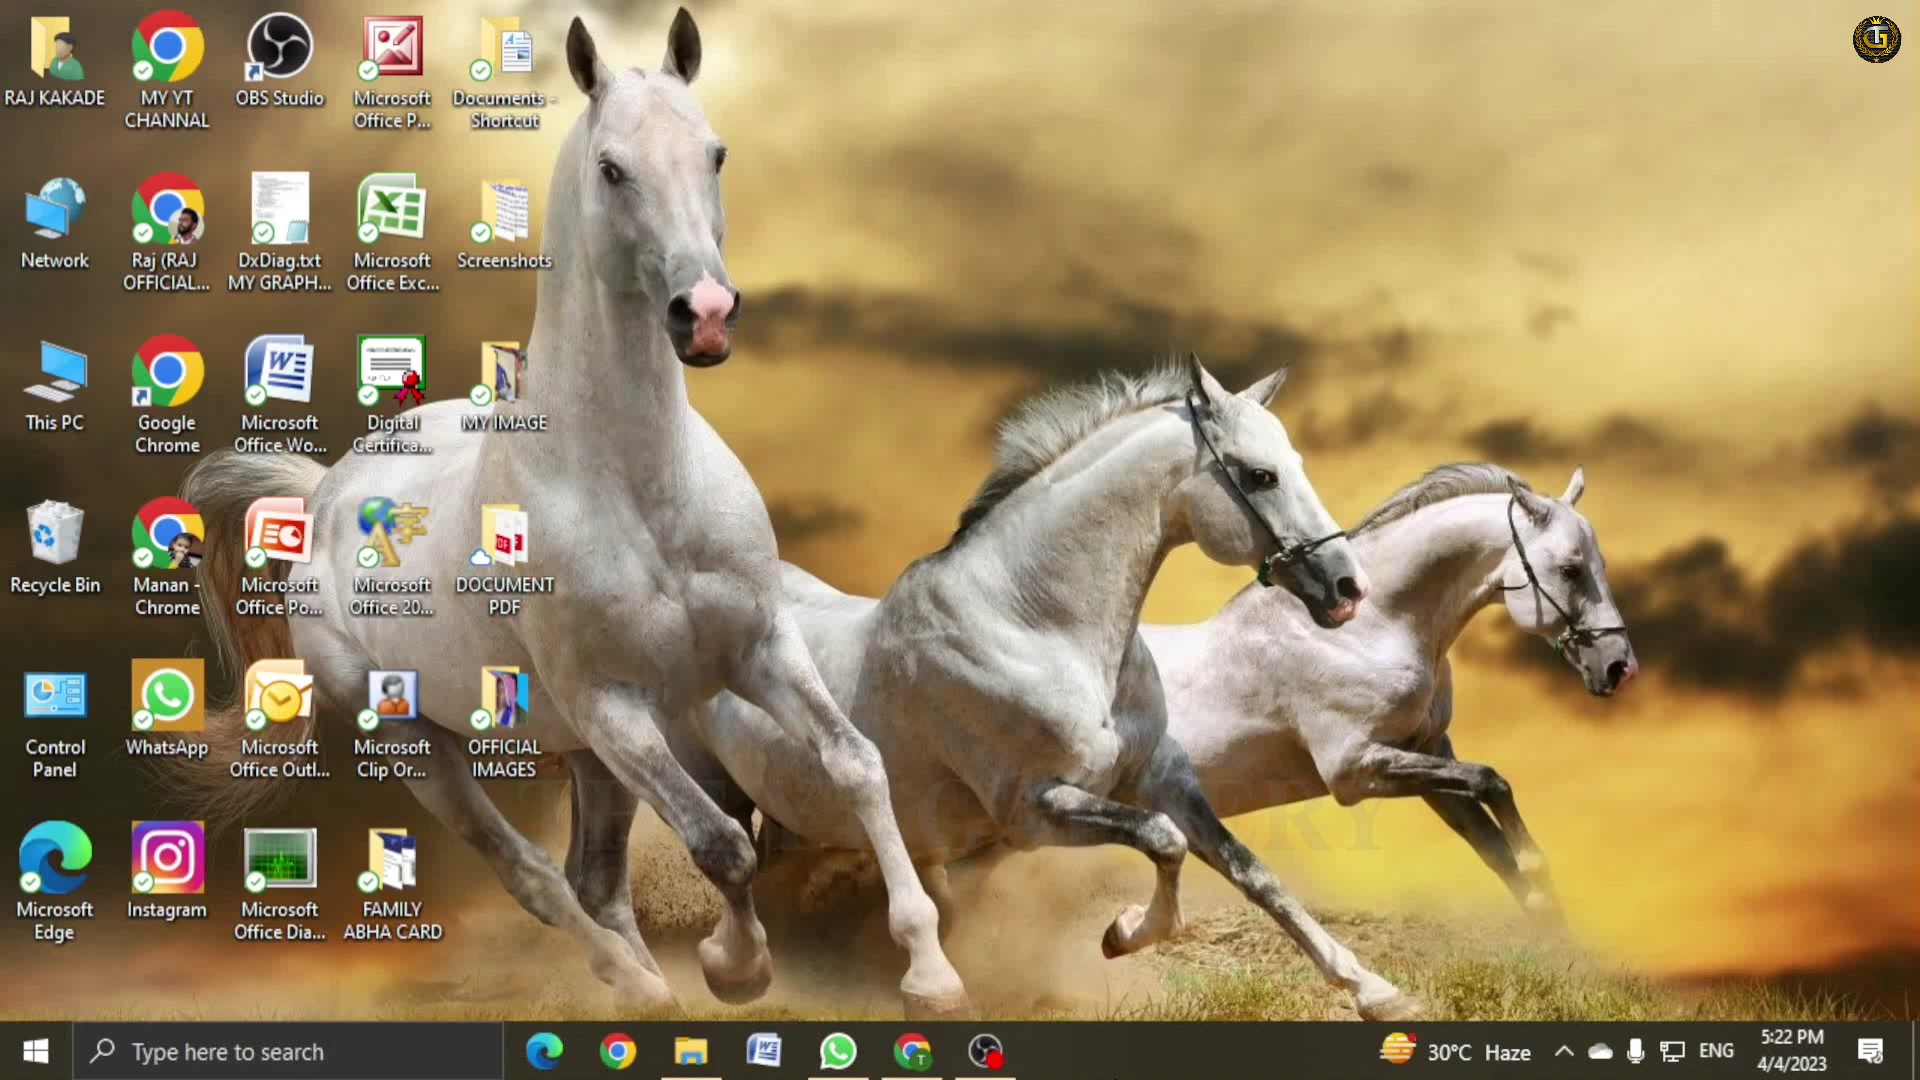 RAJ KAKADE
MY YT
CHANNAL
OBS Studio
Microsoft
Office P...
Documents -
Shortcut
Network
Raj (RAJ
OFFICIAL...
DxDiag.txt
MY GRAPH...
Microsoft
Office Exc...
Screenshots
This PC
Google
Chrome
Microsoft
Office Wo...
Digital
Certifica...
MY IMAGE
Recycle Bin
Manan -
Chrome
Microsoft
Office Po...
Microsoft
Office 20...
DOCUMENT
PDF
Control
Panel
WhatsApp
Microsoft
Office Outl...
Microsoft
Clip Or...
OFFICIAL
IMAGES
Microsoft
Edge
Instagram
Microsoft
Office Dia...
FAMILY
ABHA CARD
Type here to search
30°C Haze
ENG
5:22 PM
4/4/2023